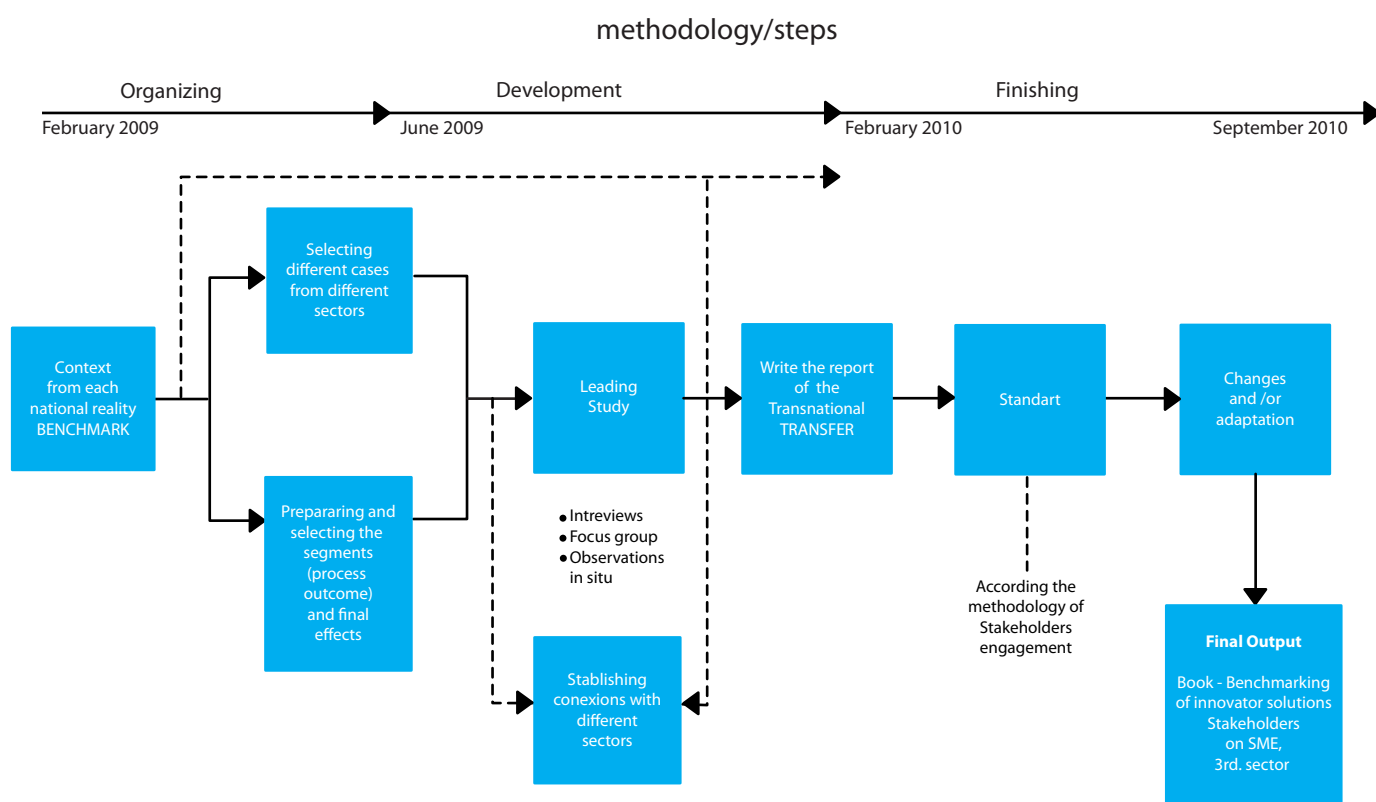 methodology/steps
Organizing
Development
Finishing
February 2009
June 2009
February 2010
September 2010
Context
from each
national reality
BENCHMARK
Selecting
different cases
from different
sectors
Prepararing and
selecting the
segments
(process
outcome)
and final
effects
Leading
Study
• Intreviews
• Focus group
• Observations
in situ
Stablishing
conexions with
different
sectors
Write the report
of the
Transnational
TRANSFER
Standart
According the
methodology of
Stakeholders
engagement
Changes
and /or
adaptation
Final Output
Book - Benchmarking
of innovator solutions
Stakeholders
on SME,
3rd. sector